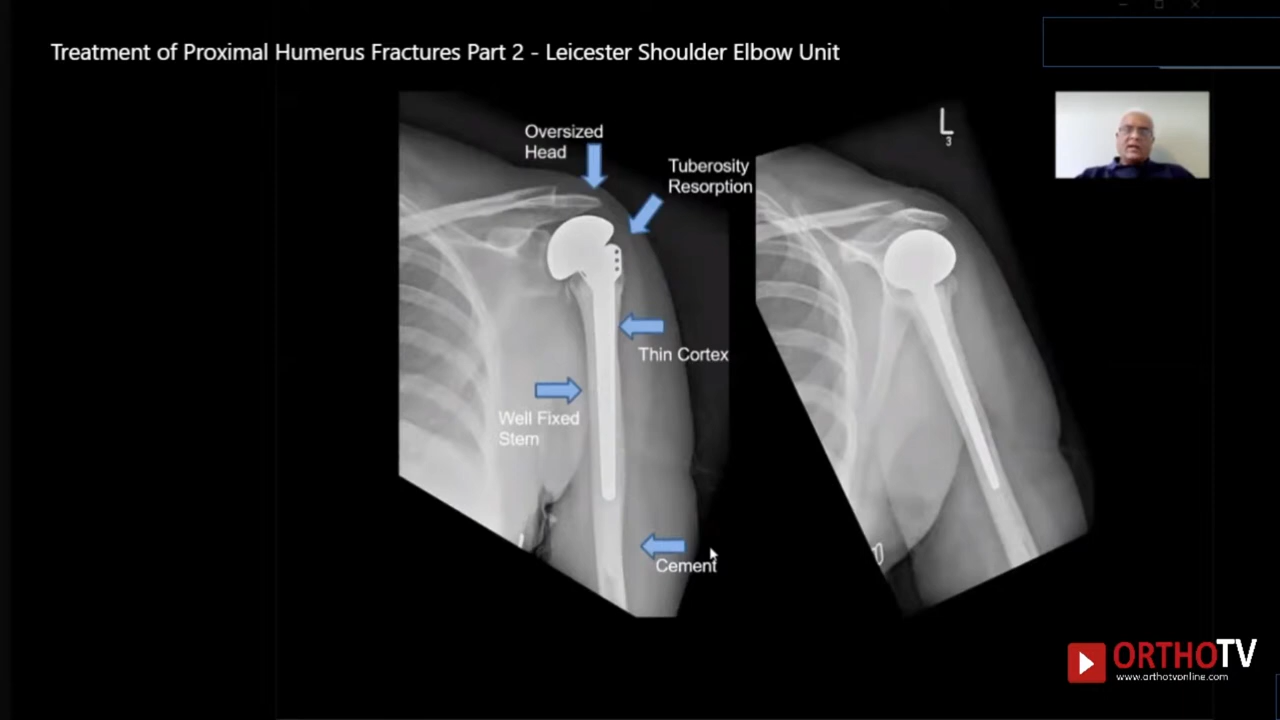 Treatment of Proximal Humerus Fractures Part 2 - Leicester Shoulder Elbow Unit
Oversized
Head
Tuberosity
Resorption
L
3
Thin Cortex
Well Fixed
Stem
Cement
ORTHOTV
www.orthotvonline.com